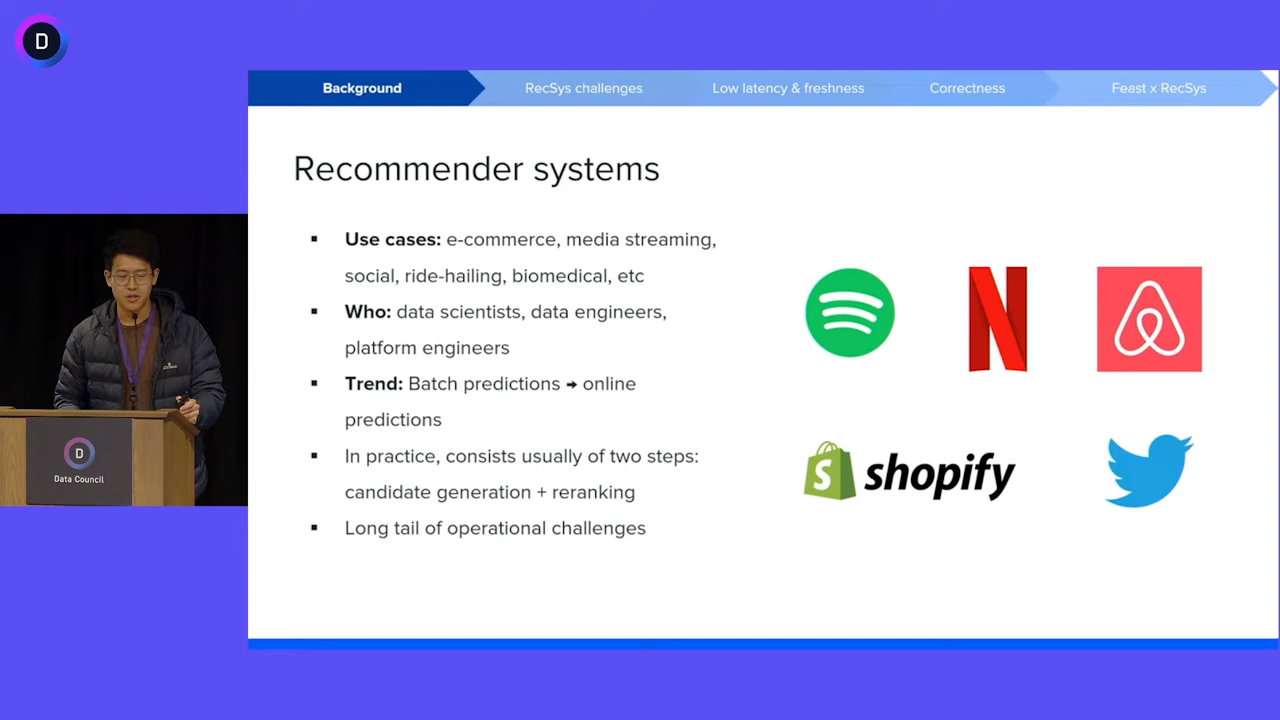 D
Background
RecSys challenges
Low latency & freshness
Correctness
Feast x RecSys
Recommender systems
▪ Use cases: e-commerce, media streaming,
social, ride-hailing, biomedical, etc
▪ Who: data scientists, data engineers,
platform engineers
▪ Trend: Batch predictions → online
predictions
▪ In practice, consists usually of two steps:
candidate generation + reranking
▪ Long tail of operational challenges
N
S shopify
D
Data Council